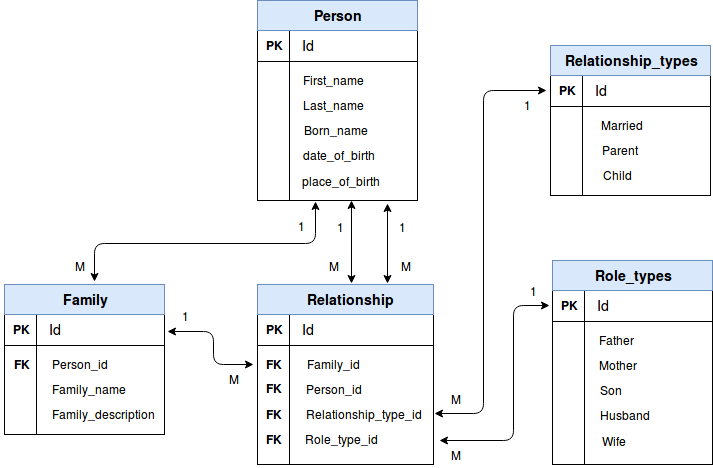 Person
PK Id
First_name
Last_name
Born_name
date_of_birth
place_of_birth
Relationship_types
PK Id
Married
Parent
Child
1
1
1
1
M
M
M
Family
PK Id
FK Person_id
Family_name
Family_description
1
M
Relationship
PK Id
FK Family_id
FK Person_id
FK Relationship_type_id
FK Role_type_id
M
M
1
Role_types
PK Id
Father
Mother
Son
Husband
Wife